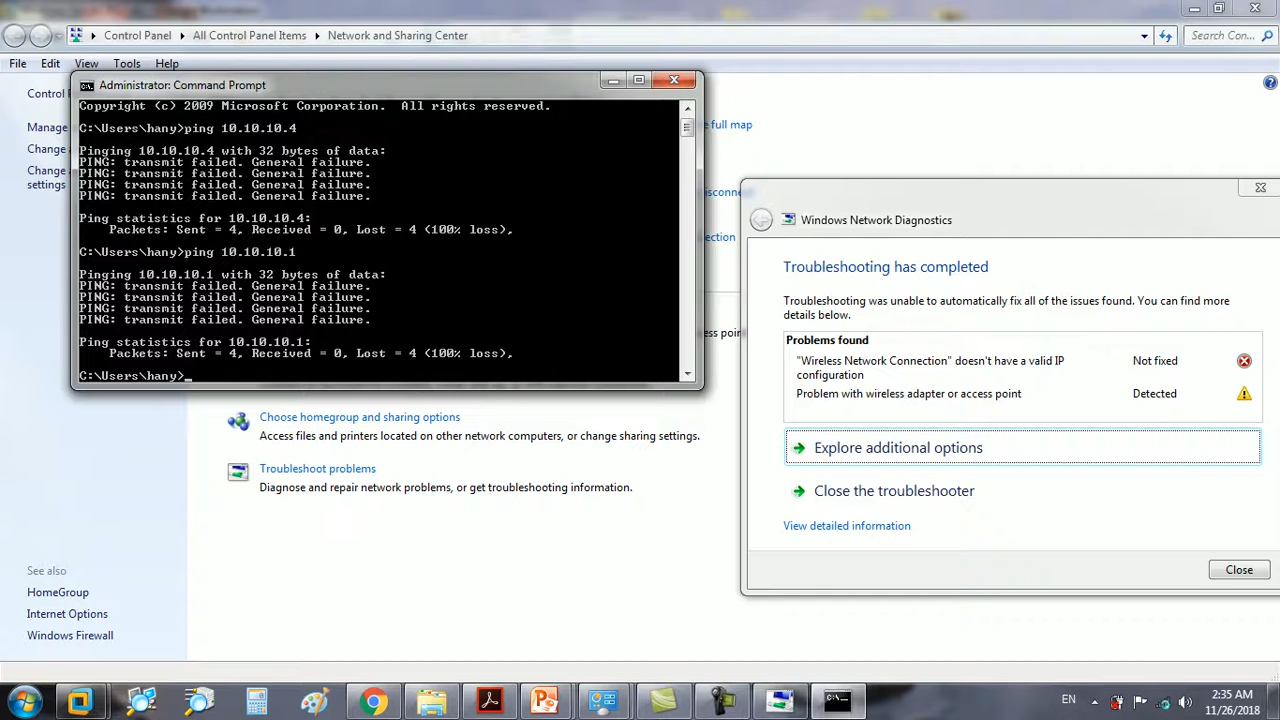 Control Panel
All Control Panel Items
Network and Sharing Center
Search Con...
File Edit View Tools Help
Administrator: Command Prompt
Copyright (c) 2009 Microsoft Corporation.  All rights reserved.
C:\Users\hany>ping 10.10.10.4
Pinging 10.10.10.4 with 32 bytes of data:
PING: transmit failed. General failure.
PING: transmit failed. General failure.
PING: transmit failed. General failure.
PING: transmit failed. General failure.
Ping statistics for 10.10.10.4:
Packets: Sent = 4, Received = 0, Lost = 4 (100% loss),
C:\Users\hany>ping 10.10.10.1
Pinging 10.10.10.1 with 32 bytes of data:
PING: transmit failed. General failure.
PING: transmit failed. General failure.
PING: transmit failed. General failure.
PING: transmit failed. General failure.
Ping statistics for 10.10.10.1:
Packets: Sent = 4, Received = 0, Lost = 4 (100% loss),
C:\Users\hany>_
Control
Manage
Change
Change
settings
full map
Choose homegroup and sharing options
Access files and printers located on other network computers, or change sharing settings.
Troubleshoot problems
Diagnose and repair network problems, or get troubleshooting information.
See also
HomeGroup
Internet Options
Windows Firewall
Windows Network Diagnostics
Troubleshooting has completed
Troubleshooting was unable to automatically fix all of the issues found. You can find more
details below.
Problems found
"Wireless Network Connection" doesn't have a valid IP Not fixed
configuration
Problem with wireless adapter or access point Detected
Explore additional options
Close the troubleshooter
View detailed information
Close
EN
2:35 AM
11/26/2018